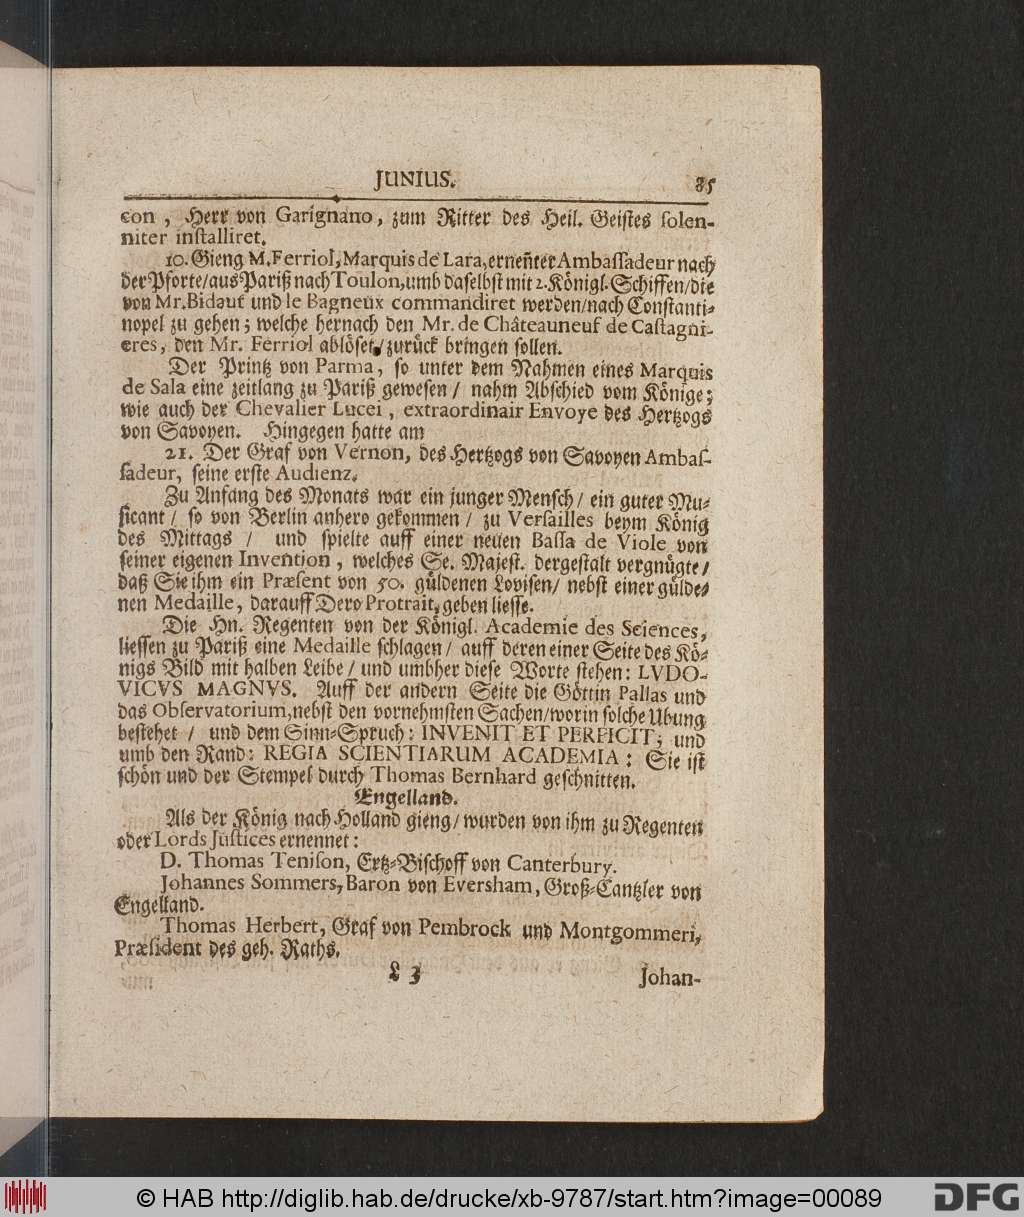 JUNIUS. 85
con, Herr von Garignano, zum Ritter des Heil. Geistes solen-
niter installiret.
10. Gieng M. Ferriol, Marquis de Lara, ernen̄ter Ambassadeur nach
der Pforte/aus Pariß nach Toulon, umb daselbst mit 2. Königl. Schiffen/die
von Mr. Bidaut und le Bagneux commandiret werden/nach Constanti-
nopel zu gehen; welche hernach den Mr. de Châteauneuf de Castagni-
eres, den Mr. Ferriol ablöset/zurück bringen sollen.
Der Printz von Parma, so unter dem Nahmen eines Marquis
de Sala eine zeitlang zu Pariß gewesen/ nahm Abschied vom Könige;
wie auch der Chevalier Lucei, extraordinair Envoye des Hertzogs
von Savoyen. Hingegen hatte am
21. Der Graf von Vernon, des Hertzogs von Savoyen Ambas-
sadeur, seine erste Audienz.
Zu Anfang des Monats war ein junger Mensch/ ein guter Mu-
sicant/ so von Berlin anhero gekommen/ zu Versailles beym König
des Mittags/ und spielte auff einer neuen Bassa de Viole von
seiner eigenen Invention, welches Se. Majest. dergestalt vergnügte/
daß Sie ihm ein Præsent von 50. güldenen Lovisen/ nebst einer gülde-
nen Medaille, darauff Dero Protrait, geben liesse.
Die Hn. Regenten von der Königl. Academie des Sciences,
liessen zu Pariß eine Medaille schlagen/ auff deren einer Seite des Kö-
nigs Bild mit halben Leibe/ und umbher diese Worte stehen: LVDO-
VICVS MAGNVS. Auff der andern Seite die Göttin Pallas und
das Observatorium, nebst den vornehmsten Sachen/worin solche Ubung
bestehet/ und dem Sinn-Spruch: INVENIT ET PERFICIT; und
umb den Rand: REGIA SCIENTIARUM ACADEMIA: Sie ist
schön und der Stempel durch Thomas Bernhard geschnitten.
Engelland.
Als der König nach Holland gieng/ wurden von ihm zu Regenten
oder Lords Justices ernennet:
D. Thomas Tenison, Ertz-Bischoff von Canterbury.
Johannes Sommers, Baron von Eversham, Groß-Cantzler von
Engelland.
Thomas Herbert, Graf von Pembrock und Montgommeri,
Præsident des geh. Raths.
L 3 Johan-
© HAB http://diglib.hab.de/drucke/xb-9787/start.htm?image=00089
DFG